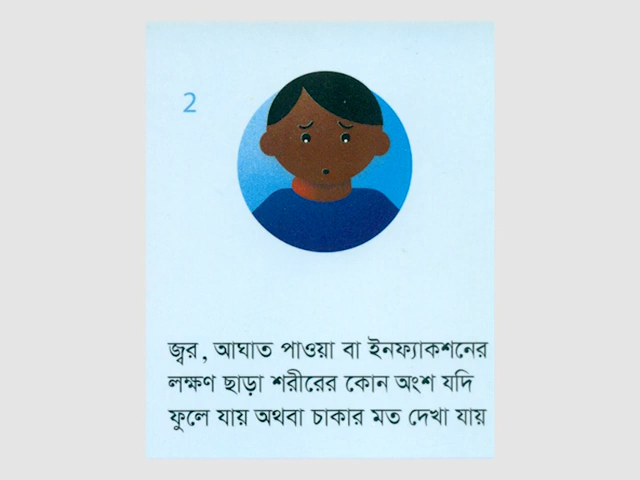 2
জ্বর, আঘাত পাওয়া বা ইনফ্যাকশনের
লক্ষণ ছাড়া শরীরের কোন অংশ যদি
ফুলে যায় অথবা চাকার মত দেখা যায়